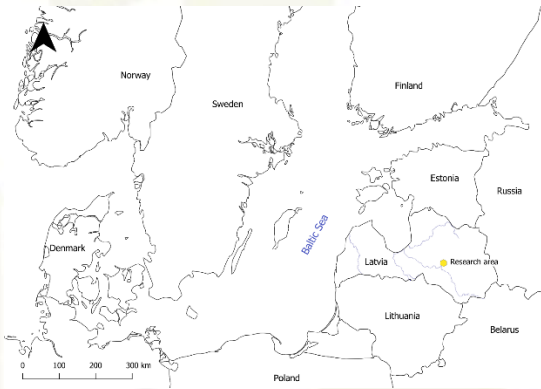 Norway
Finland
Sweden
Estonia
Russia
Baltic Sea
Denmark
Latvia
Research area
Lithuania
Belarus
0 100 200 300 km
Poland